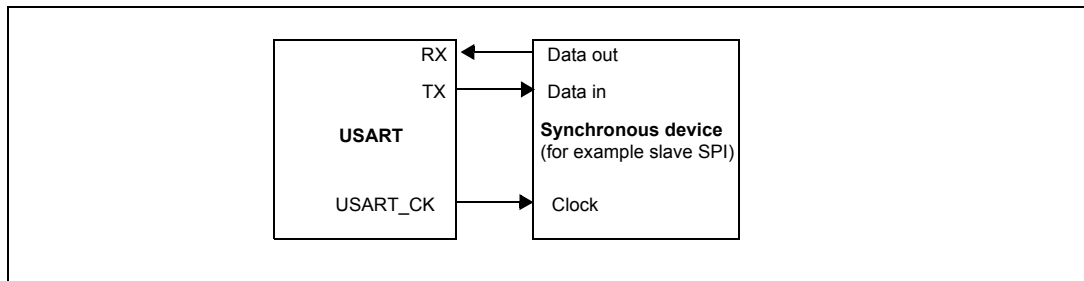 RX Data out
TX Data in
USART Synchronous device
(for example slave SPI)
USART_CK Clock